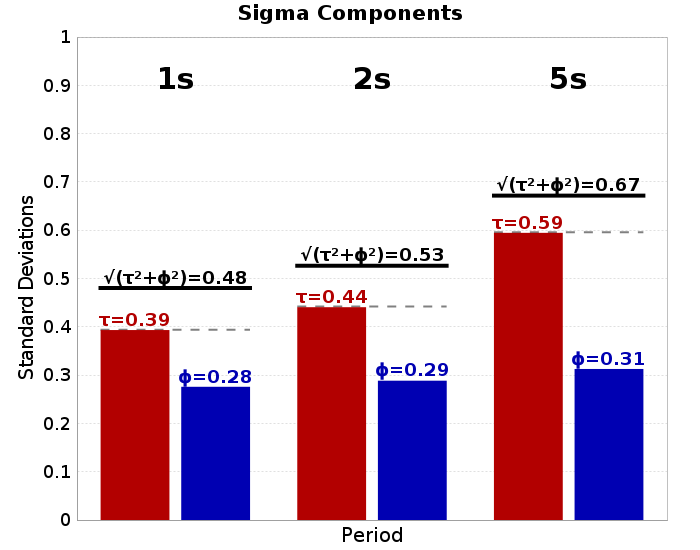 Sigma Components
1
0.9
0.8
0.7
0.6
0.5
0.4
0.3
0.2
0.1
0
Standard Deviations
1s
2s
5s
√(τ²+ϕ²)=0.48
τ=0.39
ϕ=0.28
√(τ²+ϕ²)=0.53
τ=0.44
ϕ=0.29
√(τ²+ϕ²)=0.67
τ=0.59
ϕ=0.31
Period